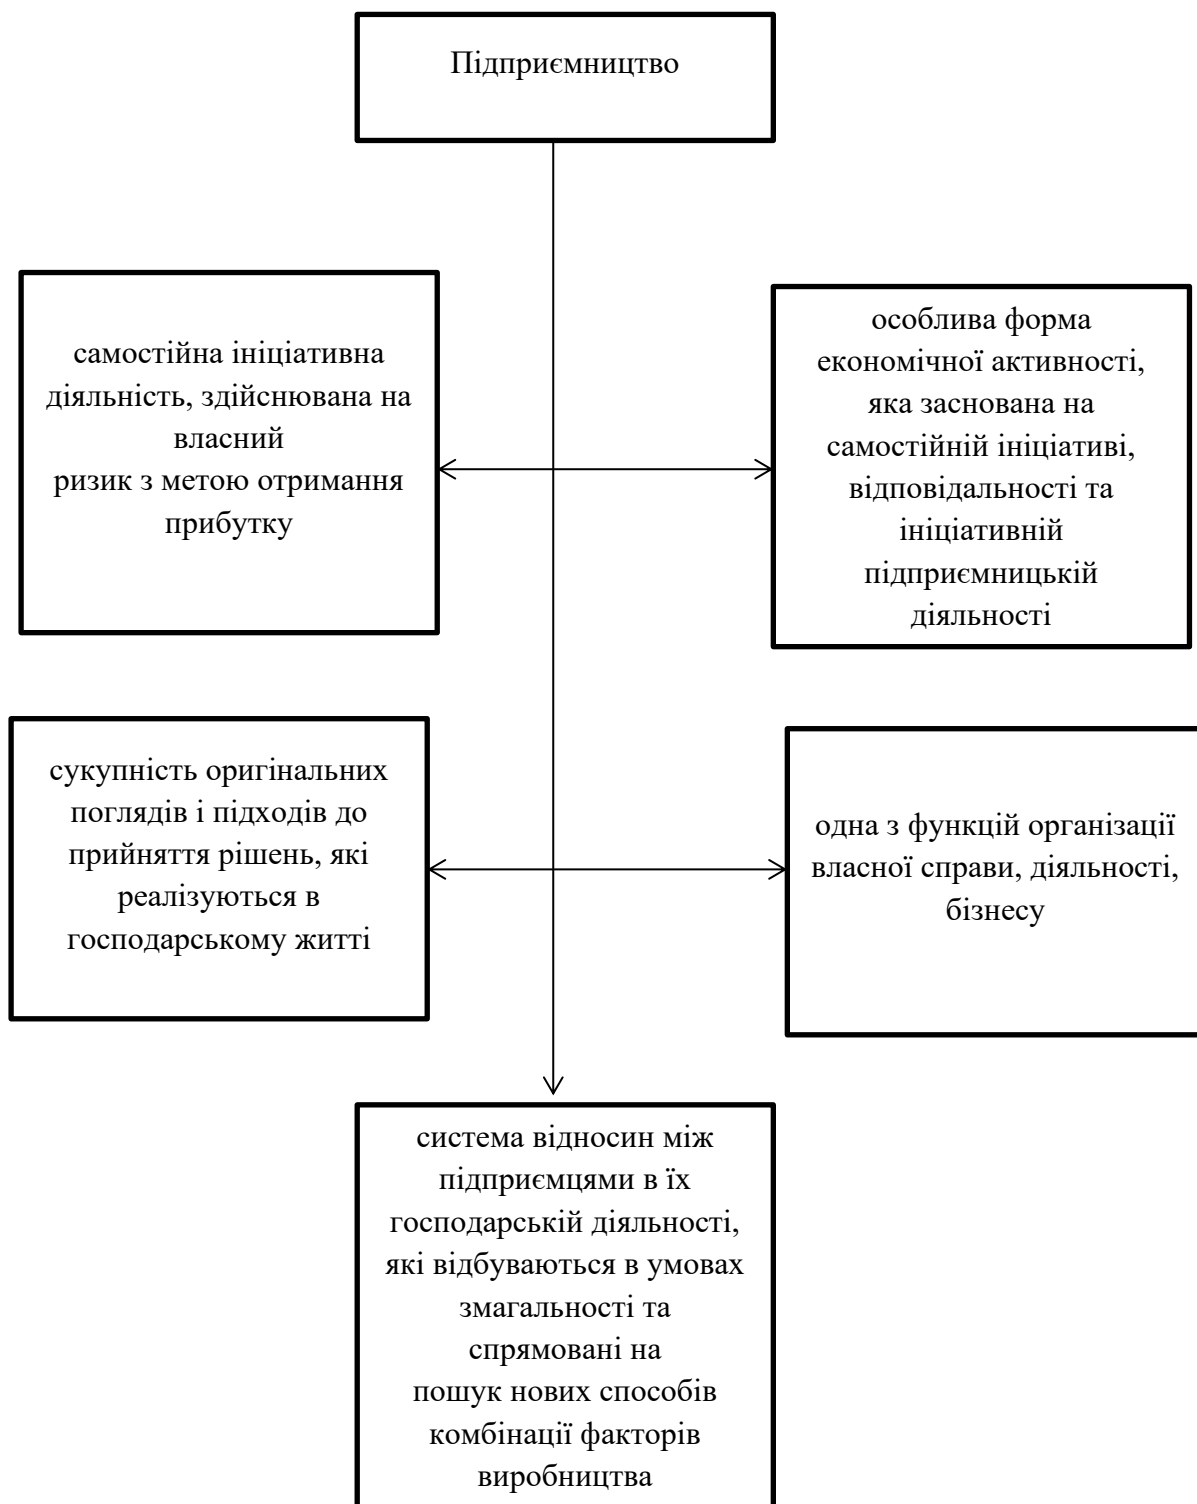 Підприємництво
самостійна ініціативна
діяльність, здійснювана на
власний
ризик з метою отримання
прибутку
особлива форма
економічної активності,
яка заснована на
самостійній ініціативі,
відповідальності та
ініціативній
підприємницькій
діяльності
сукупність оригінальних
поглядів і підходів до
прийняття рішень, які
реалізуються в
господарському житті
одна з функцій організації
власної справи, діяльності,
бізнесу
система відносин між
підприємцями в їх
господарській діяльності,
які відбуваються в умовах
змагальності та
спрямовані на
пошук нових способів
комбінації факторів
виробництва